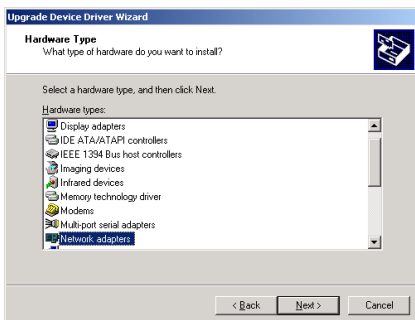 Upgrade Device Driver Wizard
Hardware Type
What type of hardware do you want to install?
Select a hardware type, and then click Next.
Hardware types:
Display adapters
IDE ATA/ATAPI controllers
IEEE 1394 Bus host controllers
Imaging devices
Infrared devices
Memory technology driver
Modems
Multi-port serial adapters
Network adapters
< Back
Next >
Cancel